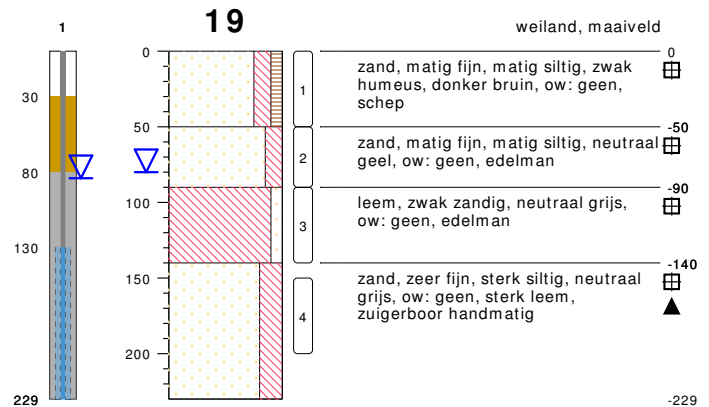 1
19
weiland, maaiveld
0
0
zand, matig fijn, matig siltig, zwak
humeus, donker bruin, ow: geen,
schep
1
30
50
-50
zand, matig fijn, matig siltig, neutraal
geel, ow: geen, edelman
2
80
-90
100
leem, zwak zandig, neutraal grijs,
ow: geen, edelman
3
130
-140
150
zand, zeer fijn, sterk siltig, neutraal
grijs, ow: geen, sterk leem,
zuigerboor handmatig
4
200
229
-229